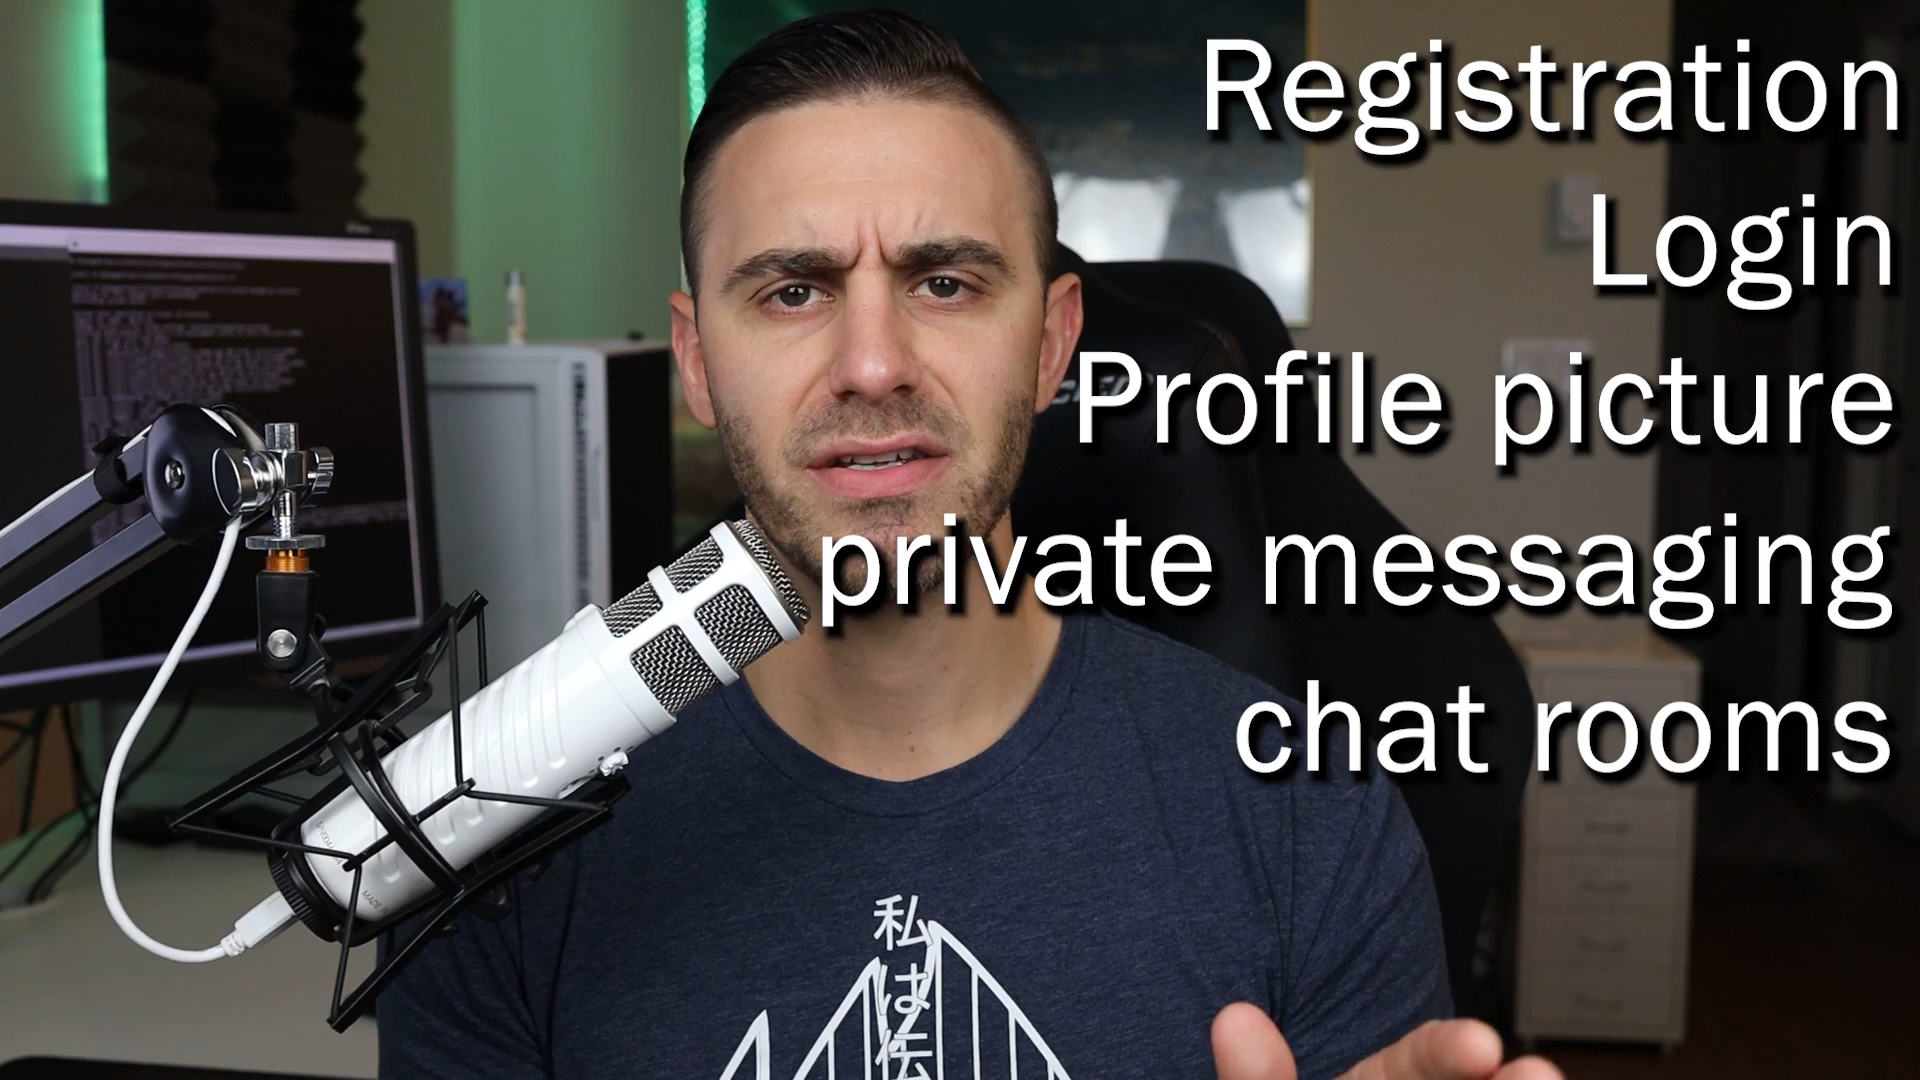 Registration
Login
Profile picture
private messaging
chat rooms
私は伝